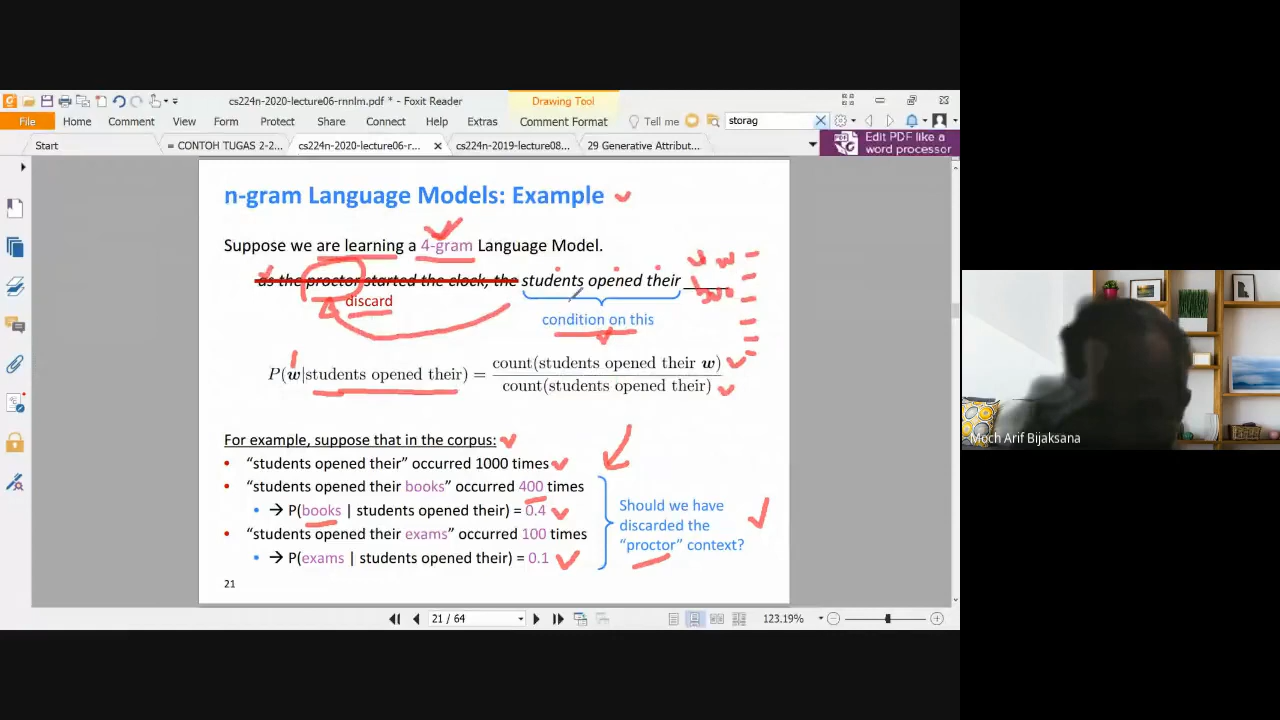 cs224n-2020-lecture06-rnnlm.pdf * - Foxit Reader
Drawing Tool
File
Home
Comment
View
Form
Protect
Share
Connect
Help
Extras
Comment Format
Tell me
storag
Start
= CONTOH TUGAS 2-2...
cs224n-2020-lecture06-r...
cs224n-2019-lecture08...
29 Generative Attribut...
Edit PDF like a
word processor
n-gram Language Models: Example
Suppose we are learning a 4-gram Language Model.
as the proctor started the clock, the students opened their ______
discard
condition on this
P(w|students opened their) = count(students opened their w)
count(students opened their)
For example, suppose that in the corpus:
• “students opened their” occurred 1000 times
• “students opened their books” occurred 400 times
• → P(books | students opened their) = 0.4
• “students opened their exams” occurred 100 times
• → P(exams | students opened their) = 0.1
Should we have
discarded the
“proctor” context?
21
21 / 64
123.19%
Moch Arif Bijaksana